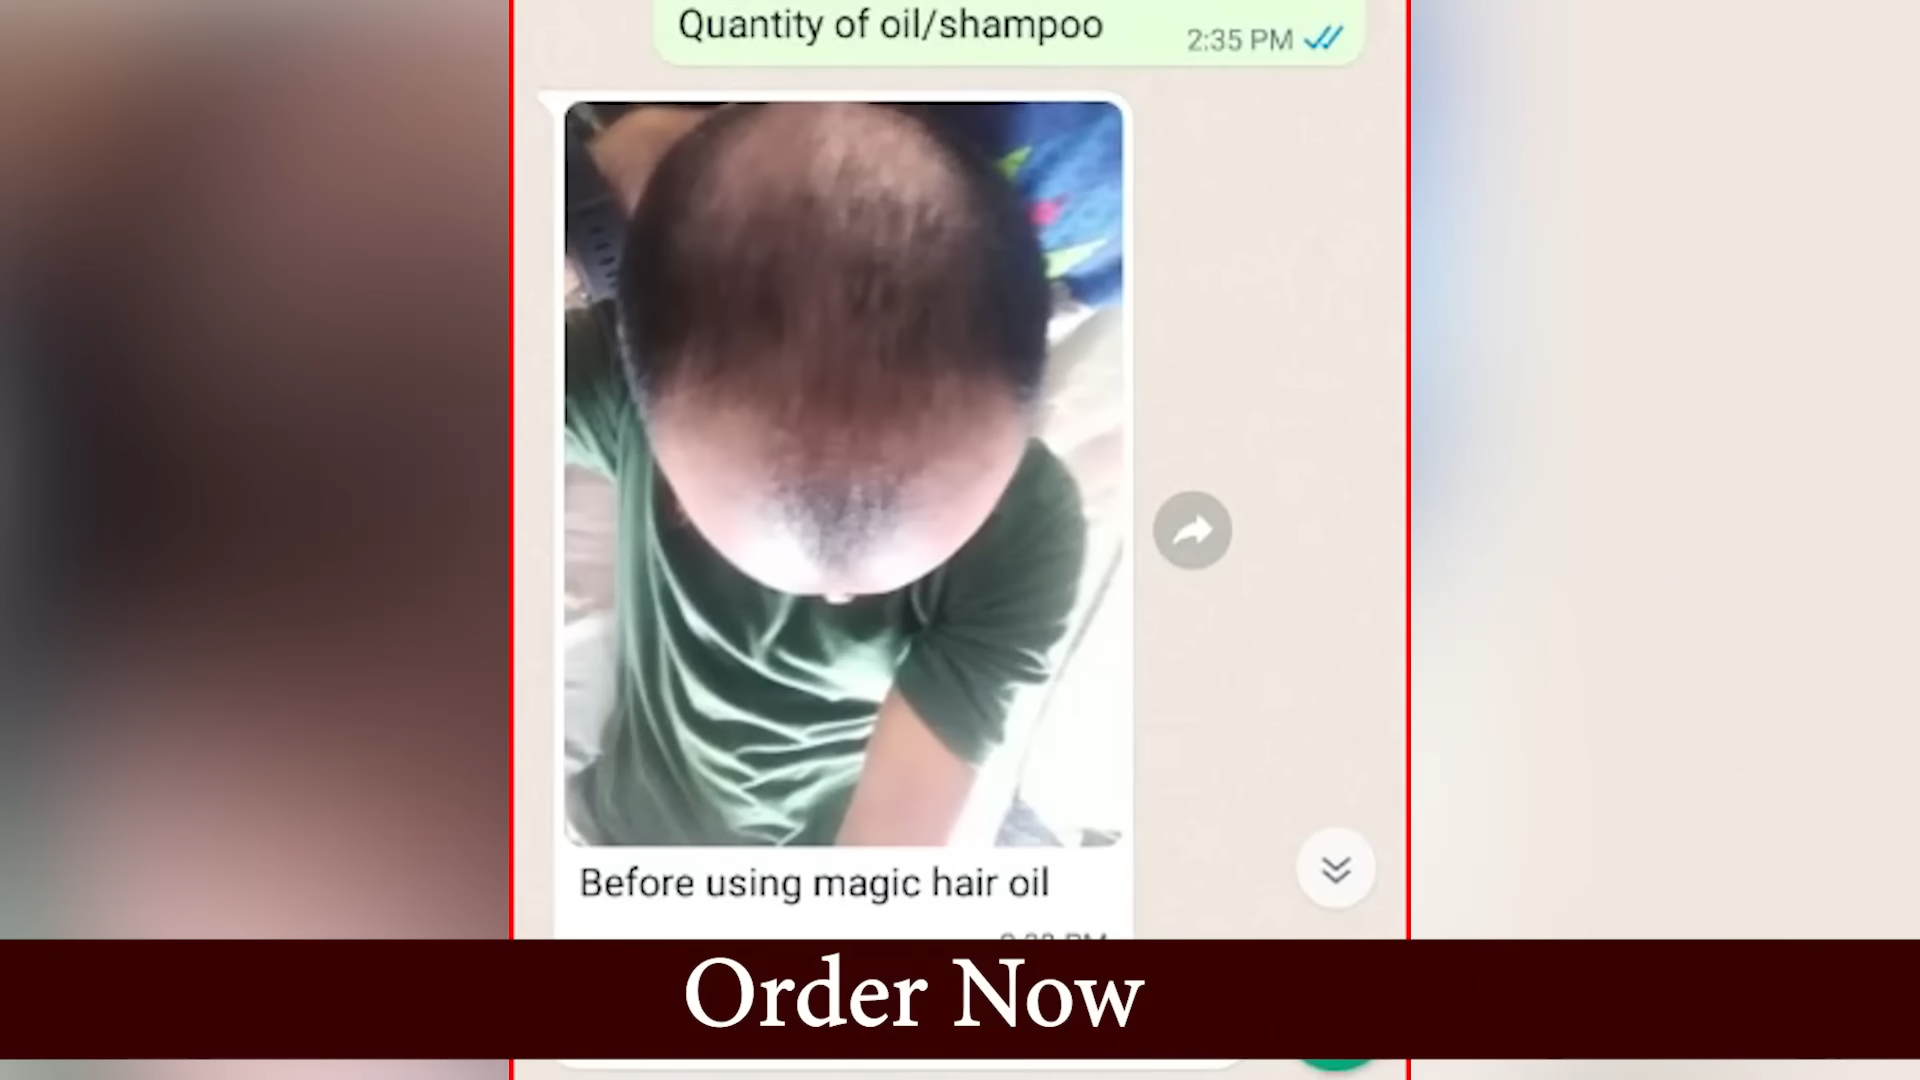 Quantity of oil/shampoo
2:35 PM
Before using magic hair oil
Order Now